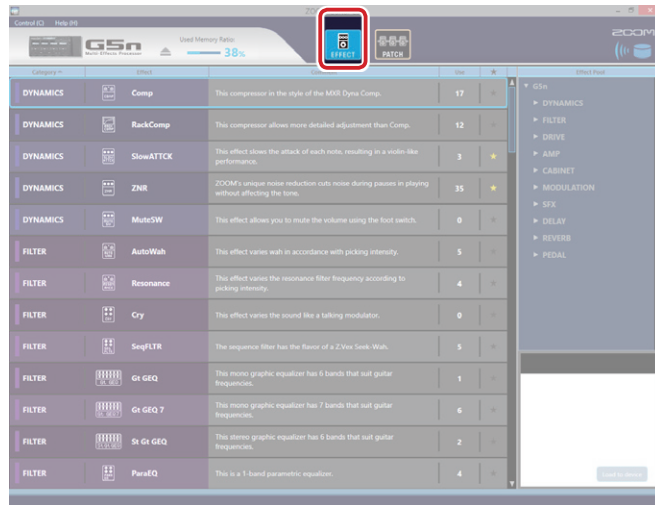 ZOO
Control (C) Help (H)
G5n
Multi Effects Processor
Used Memory Ratio
38%
EFFECT
PATCH
ZOOM
Category Effect Comment Use ★ Effect Pool
DYNAMICS Comp This compressor in the style of the MXR Dyna Comp. 17
DYNAMICS RackComp This compressor allows more detailed adjustment than Comp. 12
DYNAMICS SlowATTCK This effect slows the attack of each note, resulting in a violin-like
performance. 3
DYNAMICS ZNR ZOOM's unique noise reduction cuts noise during pauses in playing
without affecting the tone. 35
DYNAMICS MuteSW This effect allows you to mute the volume using the foot switch. 0
FILTER AutoWah This effect varies wah in accordance with picking intensity. 5
FILTER Resonance This effect varies the resonance filter frequency according to
picking intensity. 4
FILTER Cry This effect varies the sound like a talking modulator. 0
FILTER SeqFLTR The sequence filter has the flavor of a Z.Vex Seek-Wah. 5
FILTER Gt GEQ This mono graphic equalizer has 6 bands that suit guitar
frequencies. 1
FILTER Gt GEQ 7 This mono graphic equalizer has 7 bands that suit guitar
frequencies. 6
FILTER St Gt GEQ This stereo graphic equalizer has 6 bands that suit guitar
frequencies. 2
FILTER ParaEQ This is a 1-band parametric equalizer. 4
G5n
DYNAMICS
FILTER
DRIVE
AMP
CABINET
MODULATION
SFX
DELAY
REVERB
PEDAL